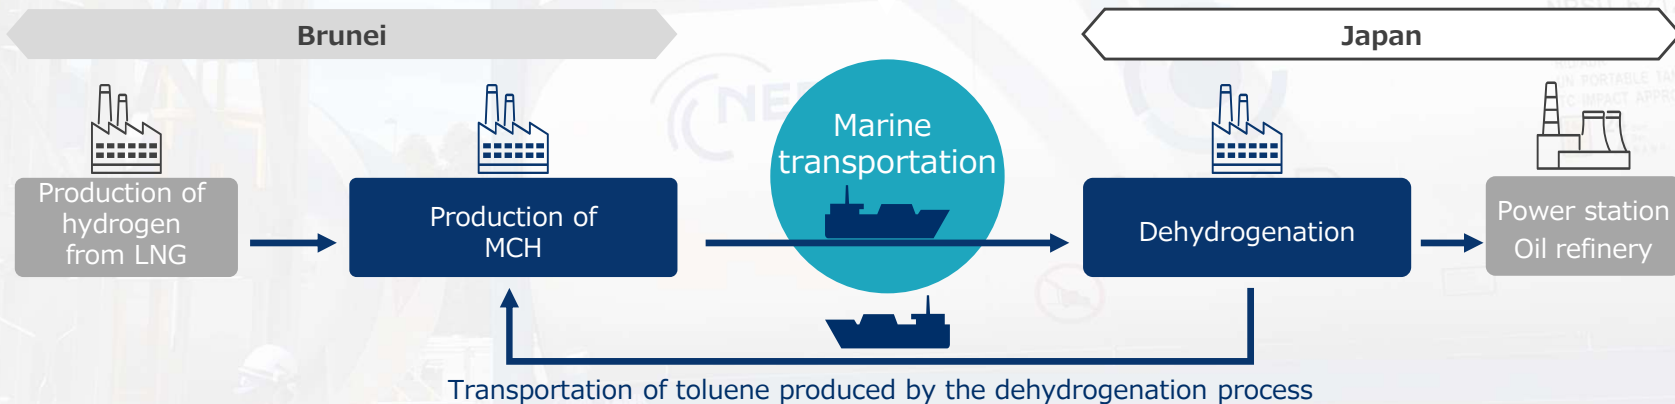 Brunei
Japan
Production of
hydrogen
from LNG
Production of
MCH
Marine
transportation
Dehydrogenation
Power station
Oil refinery
Transportation of toluene produced by the dehydrogenation process